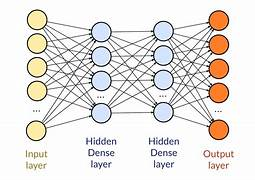 ...
...
...
...
Input
layer
Hidden
Dense
layer
Hidden
Dense
layer
Output
layer